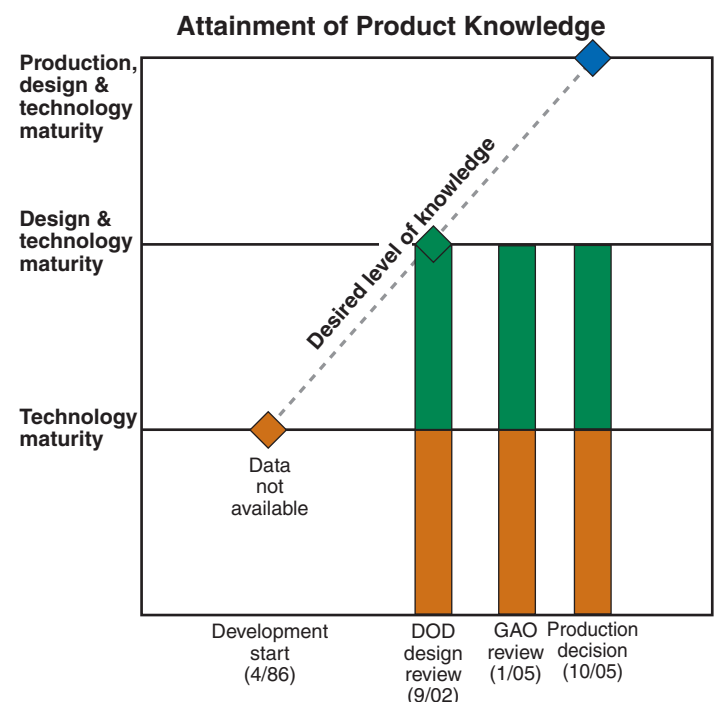 Attainment of Product Knowledge
Production,
design &
technology
maturity
Design &
technology
maturity
Technology
maturity
Desired level of knowledge
Data
not
available
Development
start
(4/86)
DOD
design
review
(9/02)
GAO
review
(1/05)
Production
decision
(10/05)